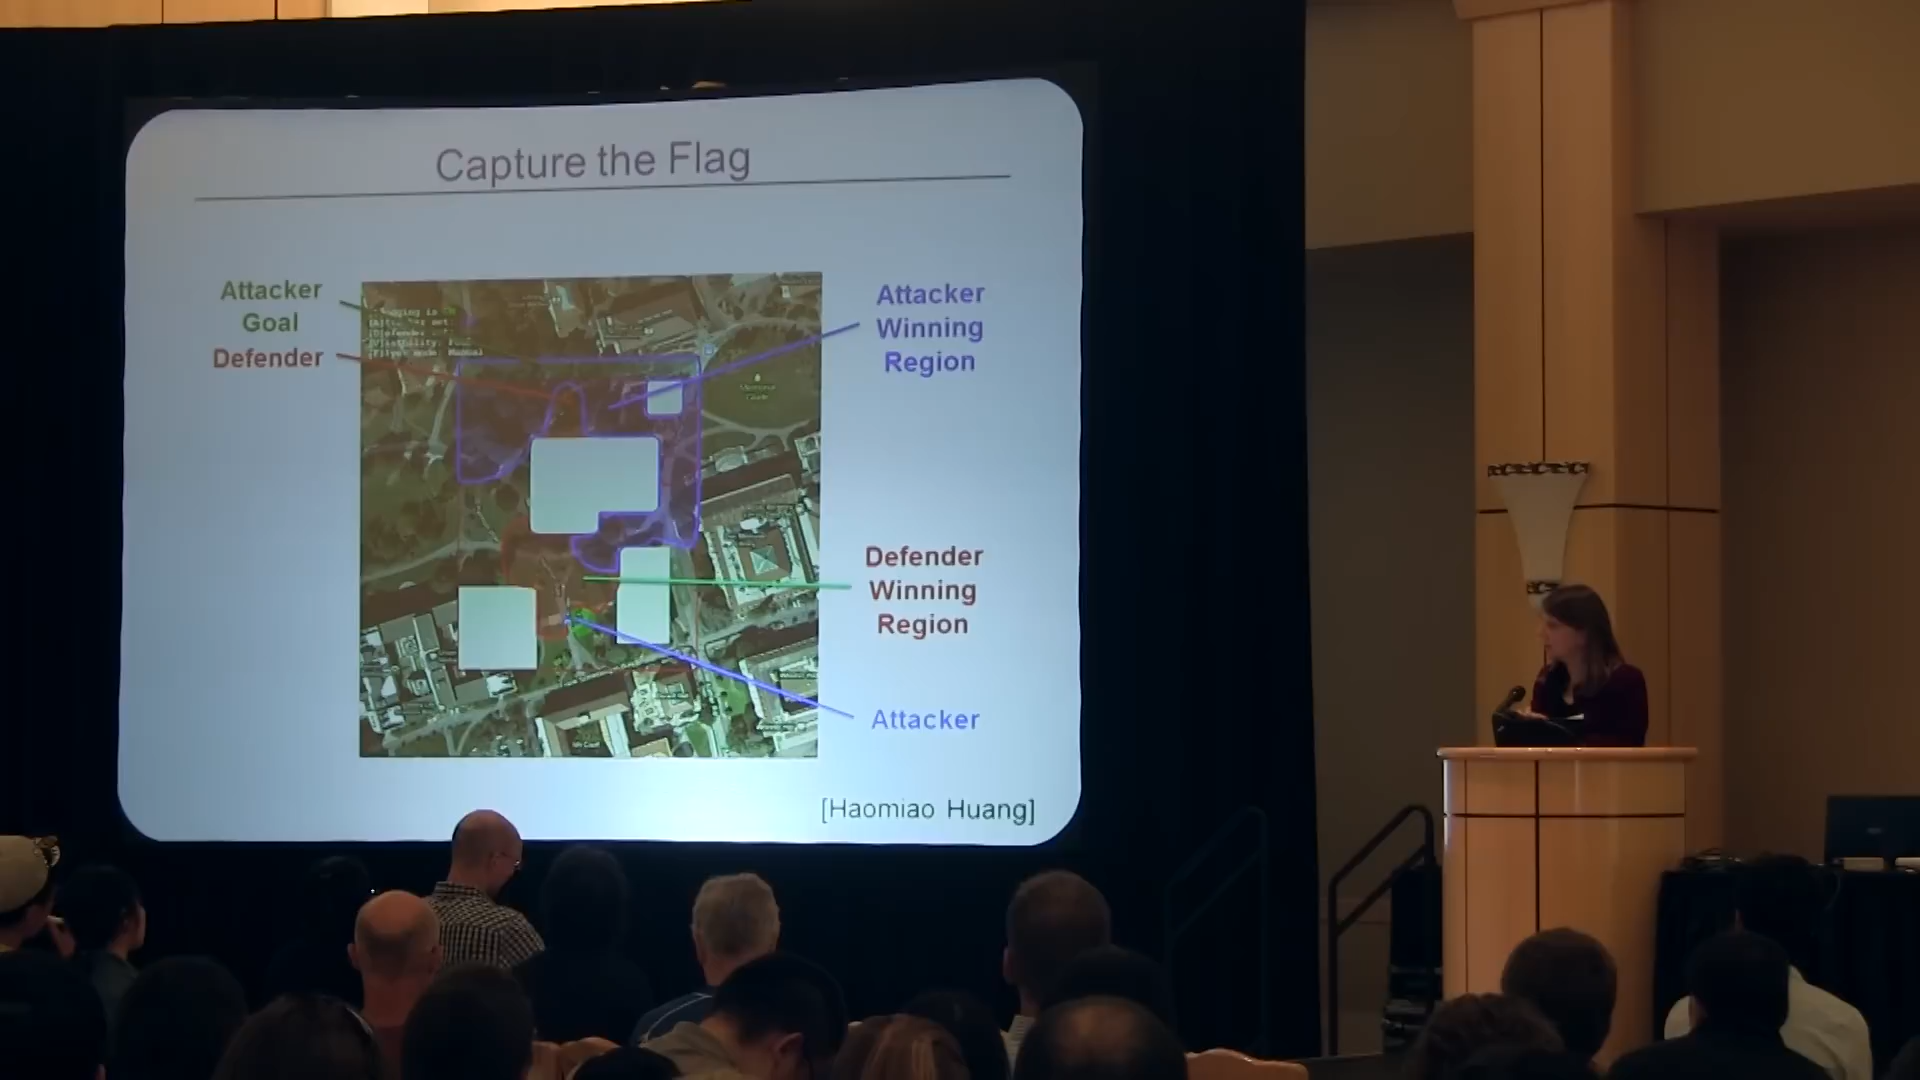 Capture the Flag
Attacker
Goal
Defender
Attacker
Winning
Region
Defender
Winning
Region
Attacker
[Haomiao Huang]